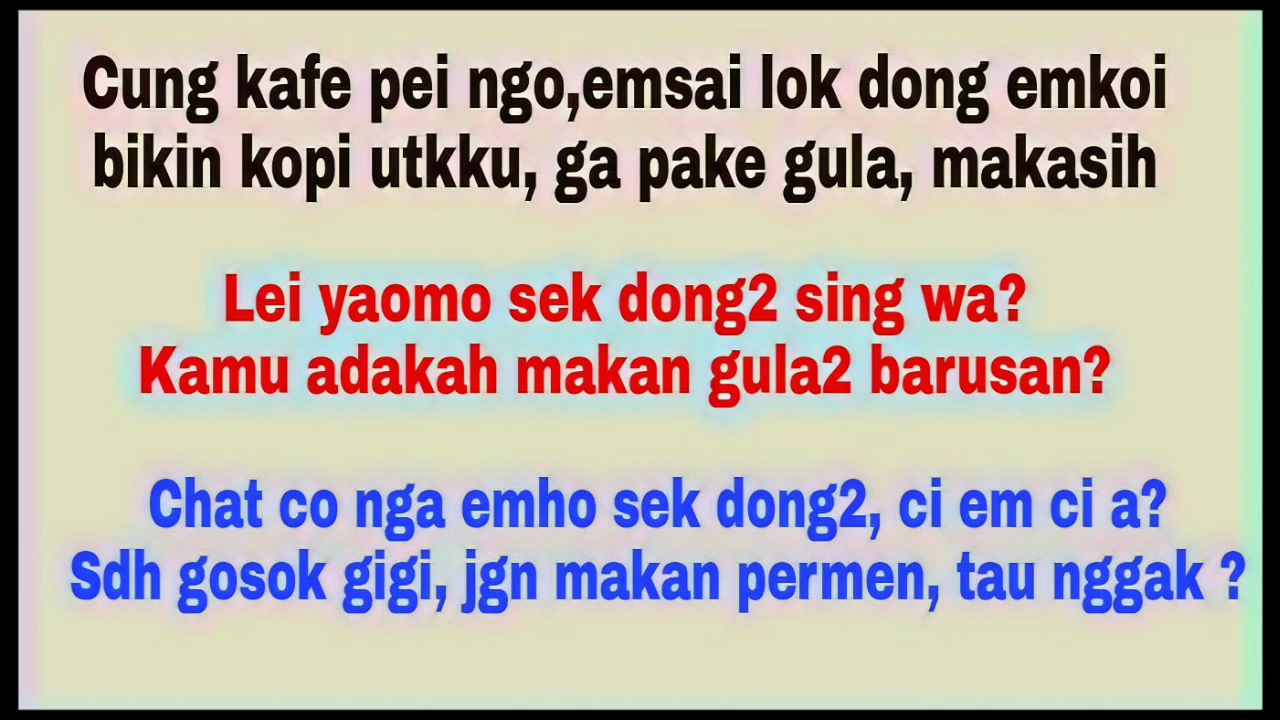 Cung kafe pei ngo,emsai lok dong emkoi
bikin kopi utkku, ga pake gula, makasih
Lei yaomo sek dong2 sing wa?
Kamu adakah makan gula2 barusan?
Chat co nga emho sek dong2, ci em ci a?
Sdh gosok gigi, jgn makan permen, tau nggak ?